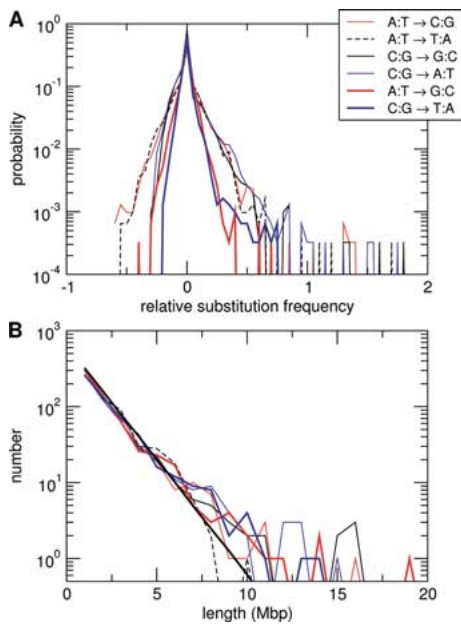 A
A:T → C:G
A:T → T:A
C:G → G:C
C:G → A:T
A:T → G:C
C:G → T:A
10^0
10^-1
10^-2
10^-3
10^-4
probability
-1 0 1 2
relative substitution frequency
B
10^3
10^2
10^1
10^0
number
0 5 10 15 20
length (Mbp)